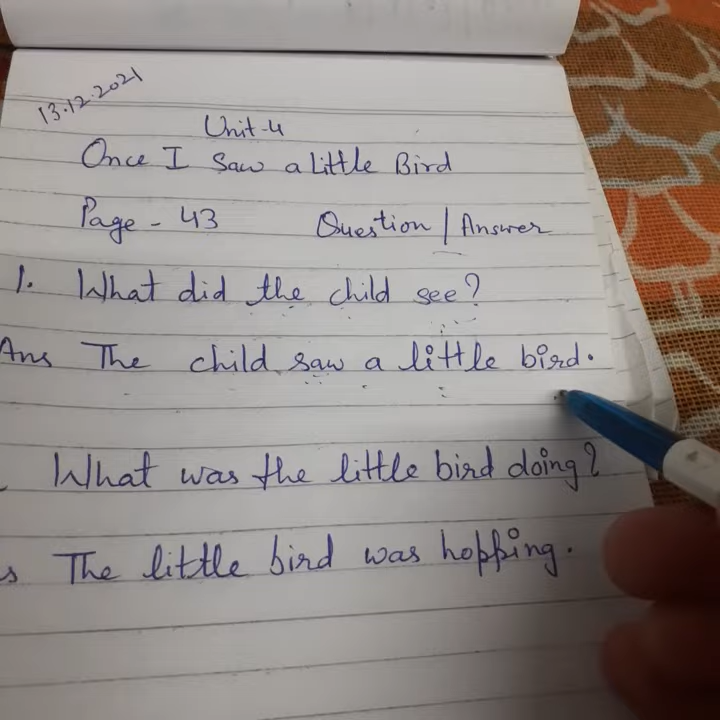 13.12.2021
Unit-4
Once I Saw a Little Bird
Page - 43 Question | Answer
1. What did the child see?
Ans The child saw a little bird.
What was the little bird doing?
s The little bird was hopping.